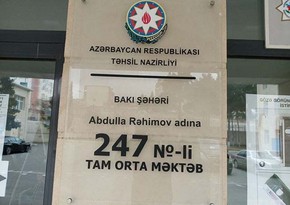 AZƏRBAYCAN RESPUBLİKASI
TƏHSİL NAZİRLİYİ
BAKI ŞƏHƏRİ
Abdulla Rəhimov adına
247 №-li
TAM ORTA MƏKTƏB